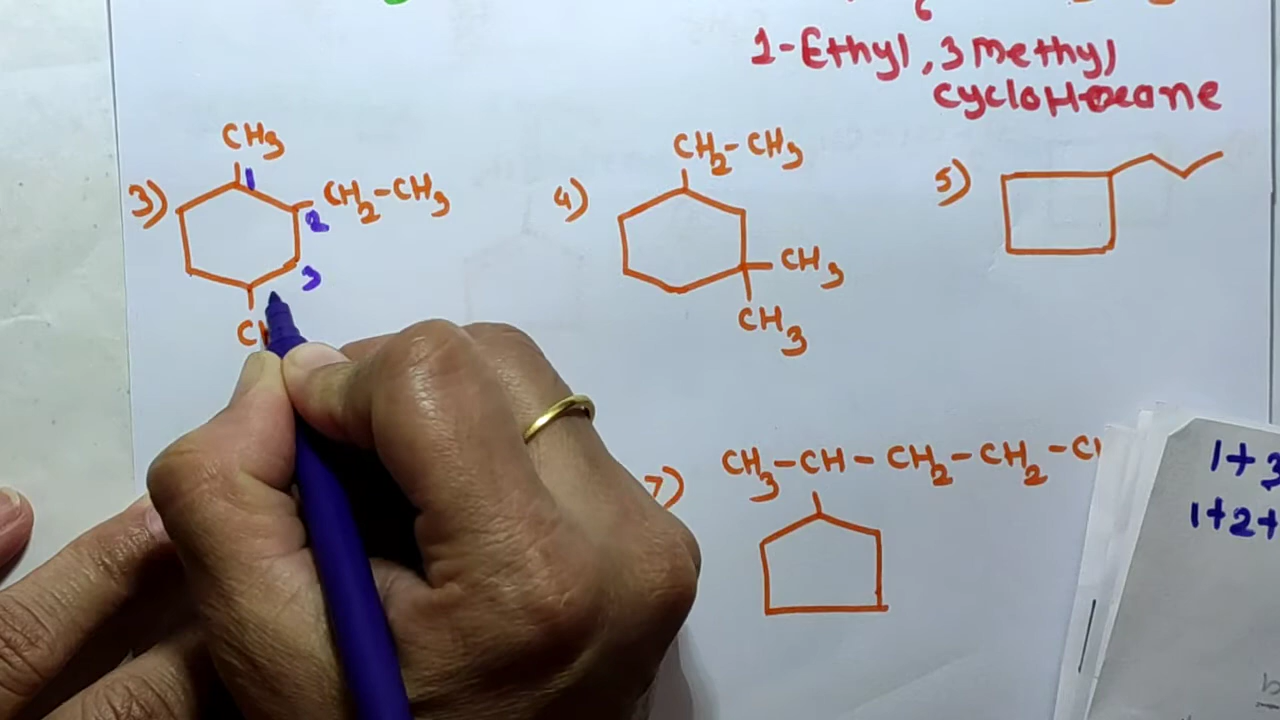 1-Ethyl, 3 Methyl
cycloHexane
3)
CH3
1
CH2-CH3
2
3
4)
CH2-CH3
CH3
CH3
5)
7)
CH3-CH-CH2-CH2-
1+3
1+2+